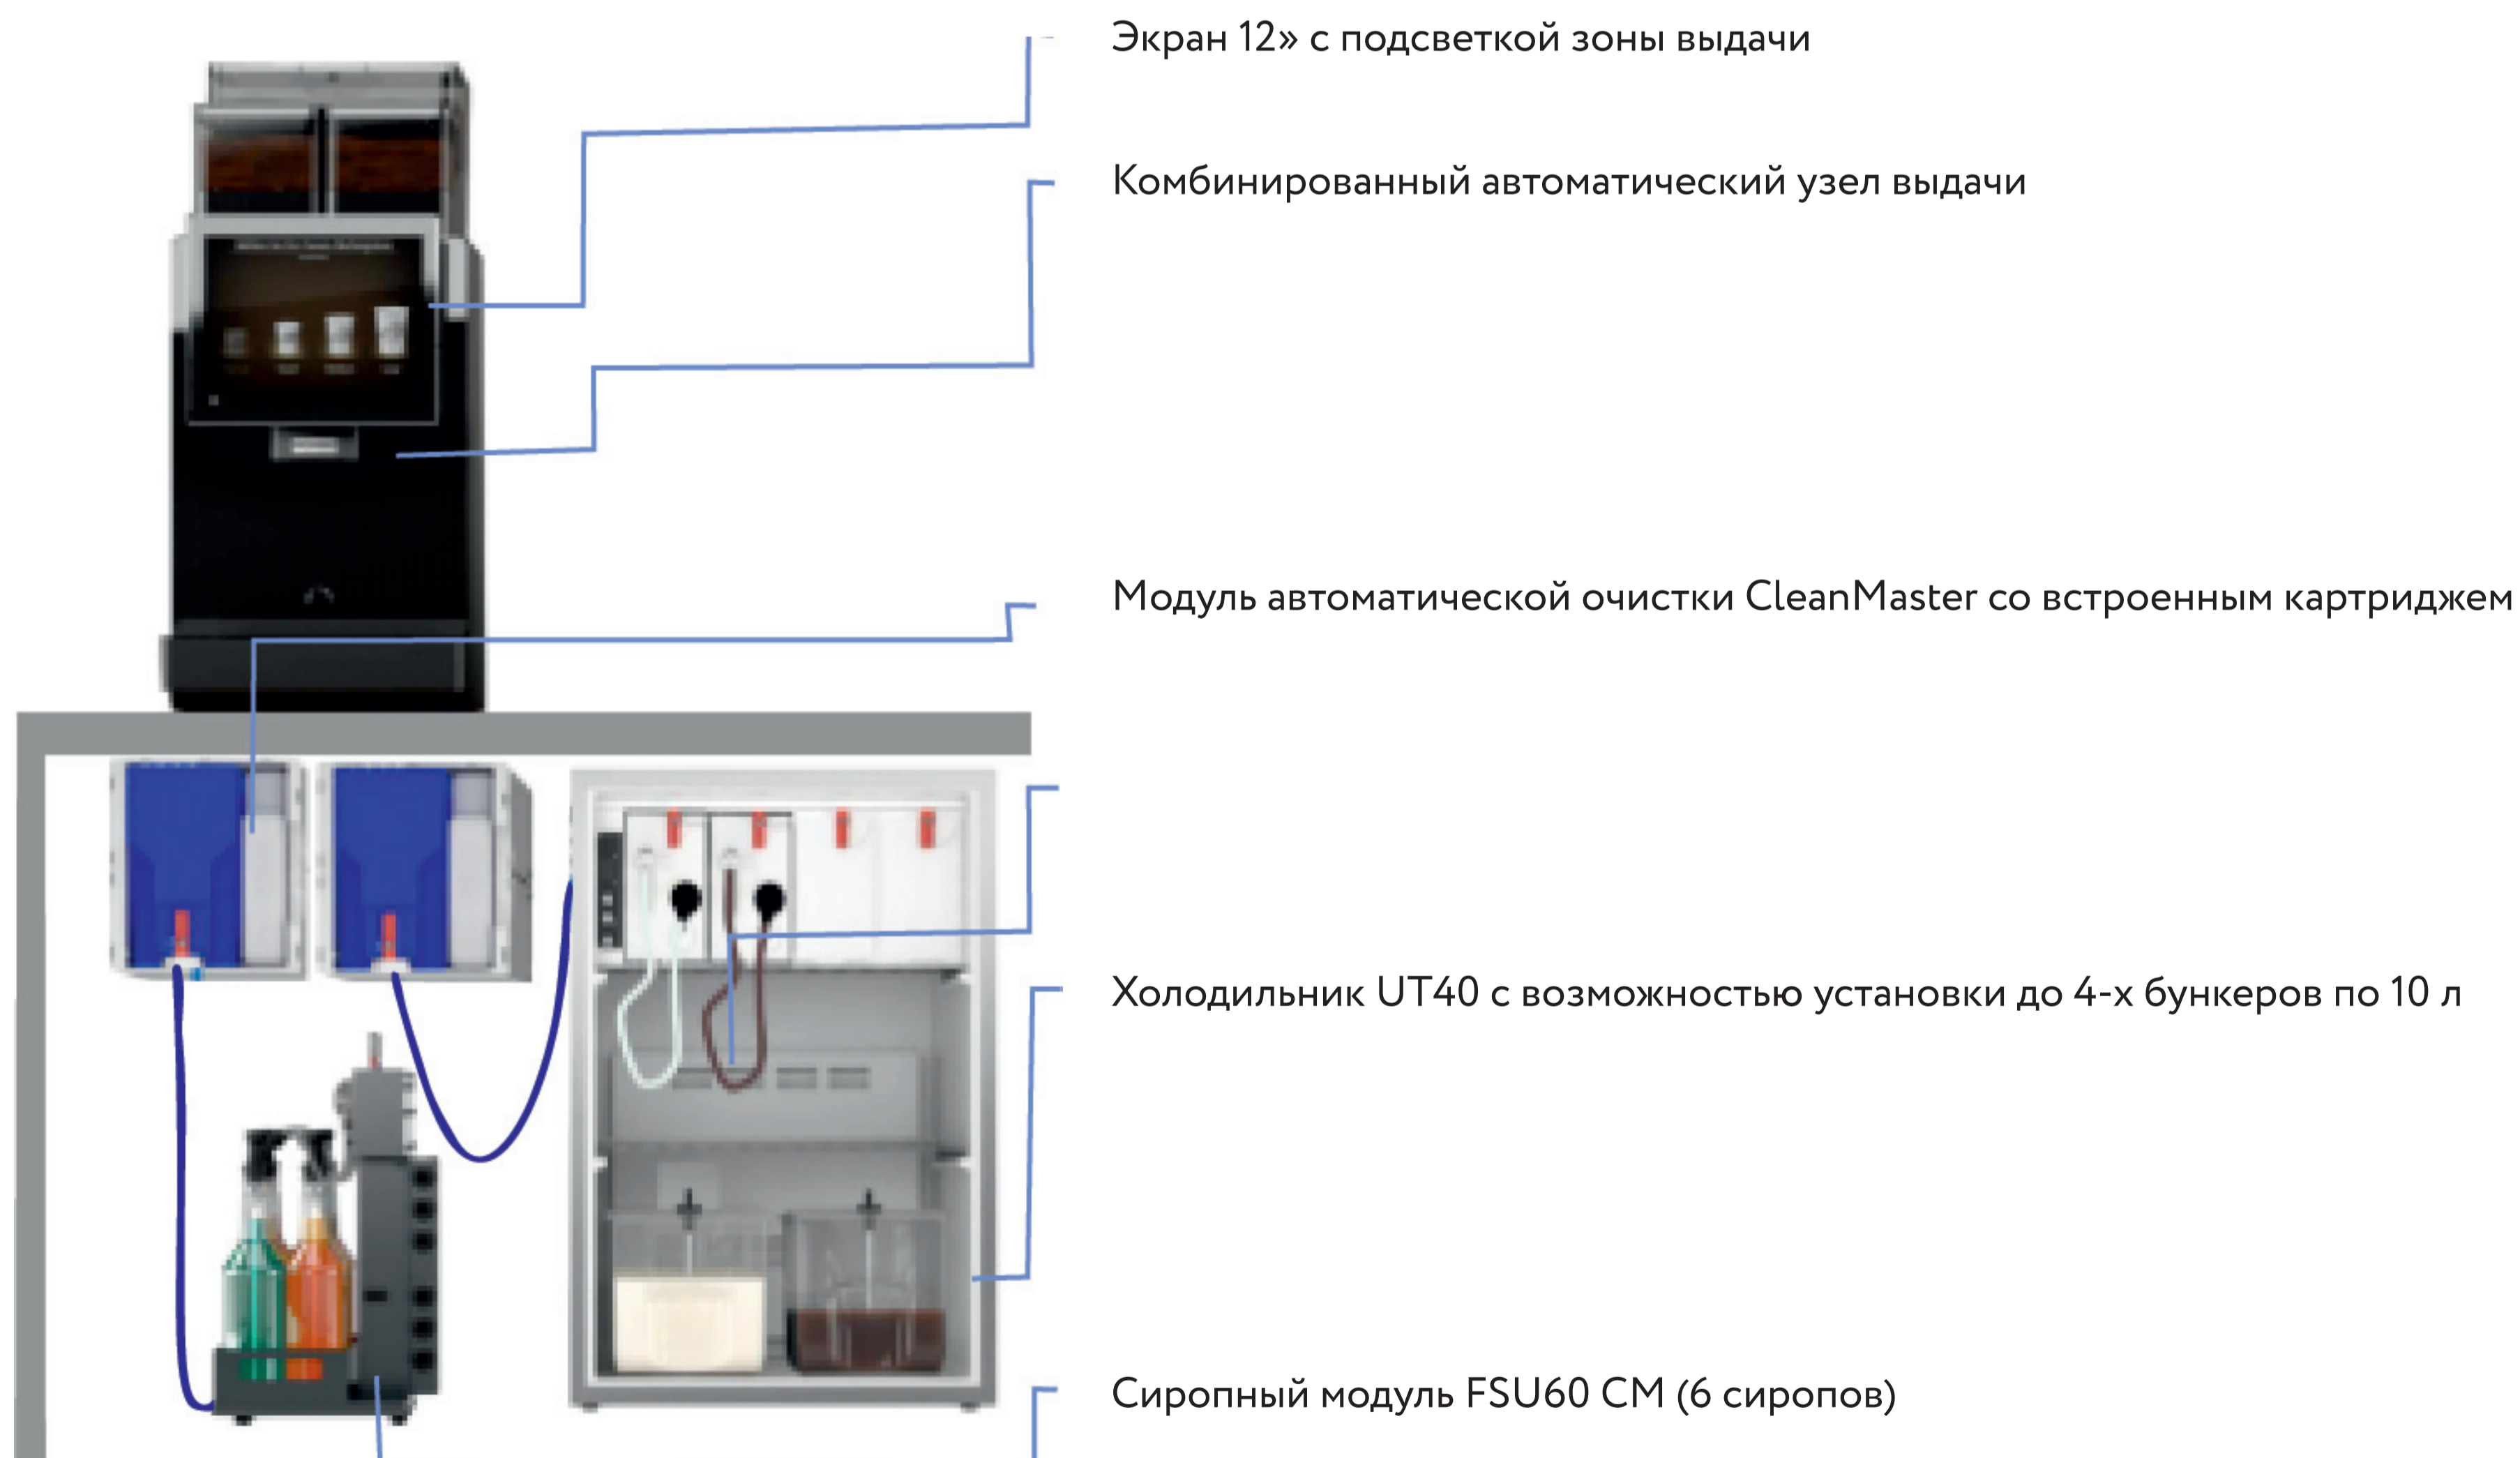 Экран 12» с подсветкой зоны выдачи
Комбинированный автоматический узел выдачи
Модуль автоматической очистки CleanMaster со встроенным картриджем
Холодильник UT40 с возможностью установки до 4-х бункеров по 10 л
Сиропный модуль FSU60 CM (6 сиропов)